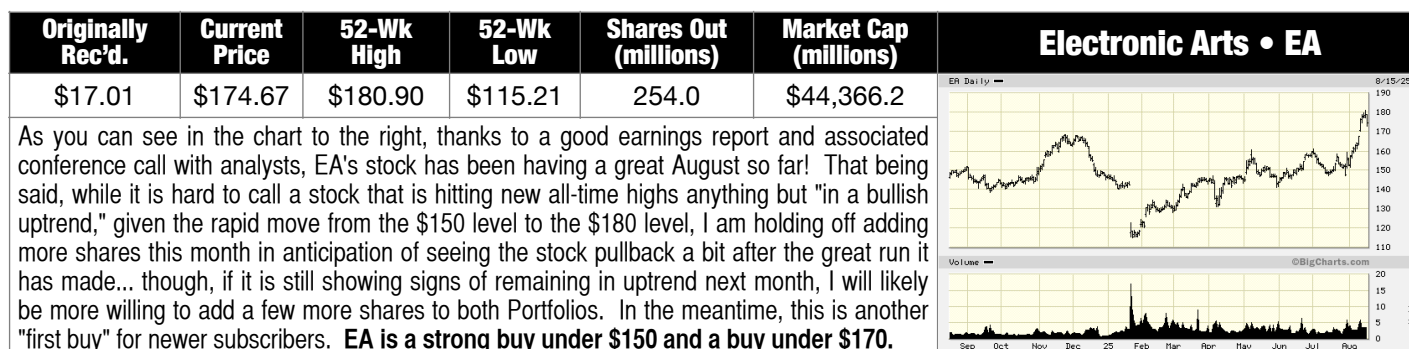 Originally Rec'd.
Current Price
52-Wk High
52-Wk Low
Shares Out (millions)
Market Cap (millions)
$17.01 $174.67 $180.90 $115.21 254.0 $44,366.2
As you can see in the chart to the right, thanks to a good earnings report and associated
conference call with analysts, EA's stock has been having a great August so far! That being
said, while it is hard to call a stock that is hitting new all-time highs anything but "in a bullish
uptrend," given the rapid move from the $150 level to the $180 level, I am holding off adding
more shares this month in anticipation of seeing the stock pullback a bit after the great run it
has made... though, if it is still showing signs of remaining in uptrend next month, I will likely
be more willing to add a few more shares to both Portfolios. In the meantime, this is another
"first buy" for newer subscribers. EA is a strong buy under $150 and a buy under $170.
Electronic Arts • EA
EA Daily 8/15/25
190
180
170
160
150
140
130
120
110
Volume ©BigCharts.com
20
15
10
5
0
Sep Oct Nov Dec 25 Feb Mar Apr May Jun Jul Aug